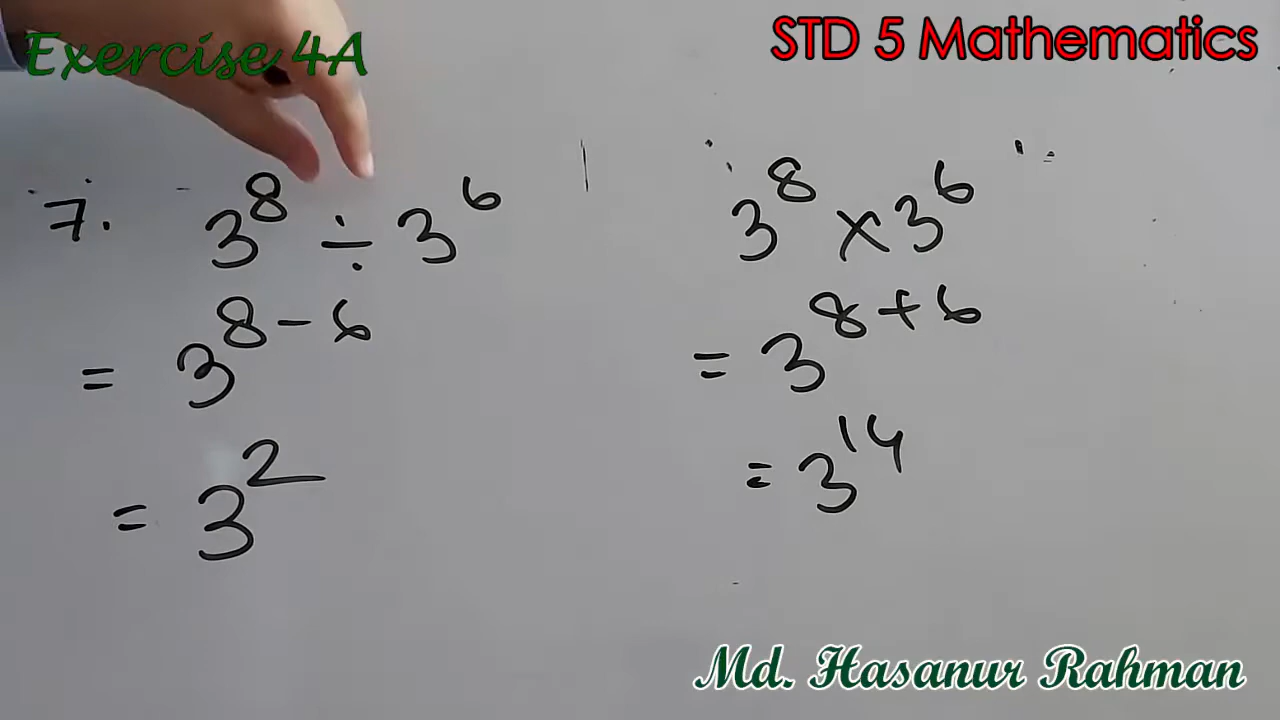 Exercise 4A
STD 5 Mathematics
7. 3⁸ ÷ 3⁶
= 3⁸⁻⁶
= 3²
3⁸ × 3⁶
= 3⁸⁺⁶
= 3¹⁴
Md. Hasanur Rahman